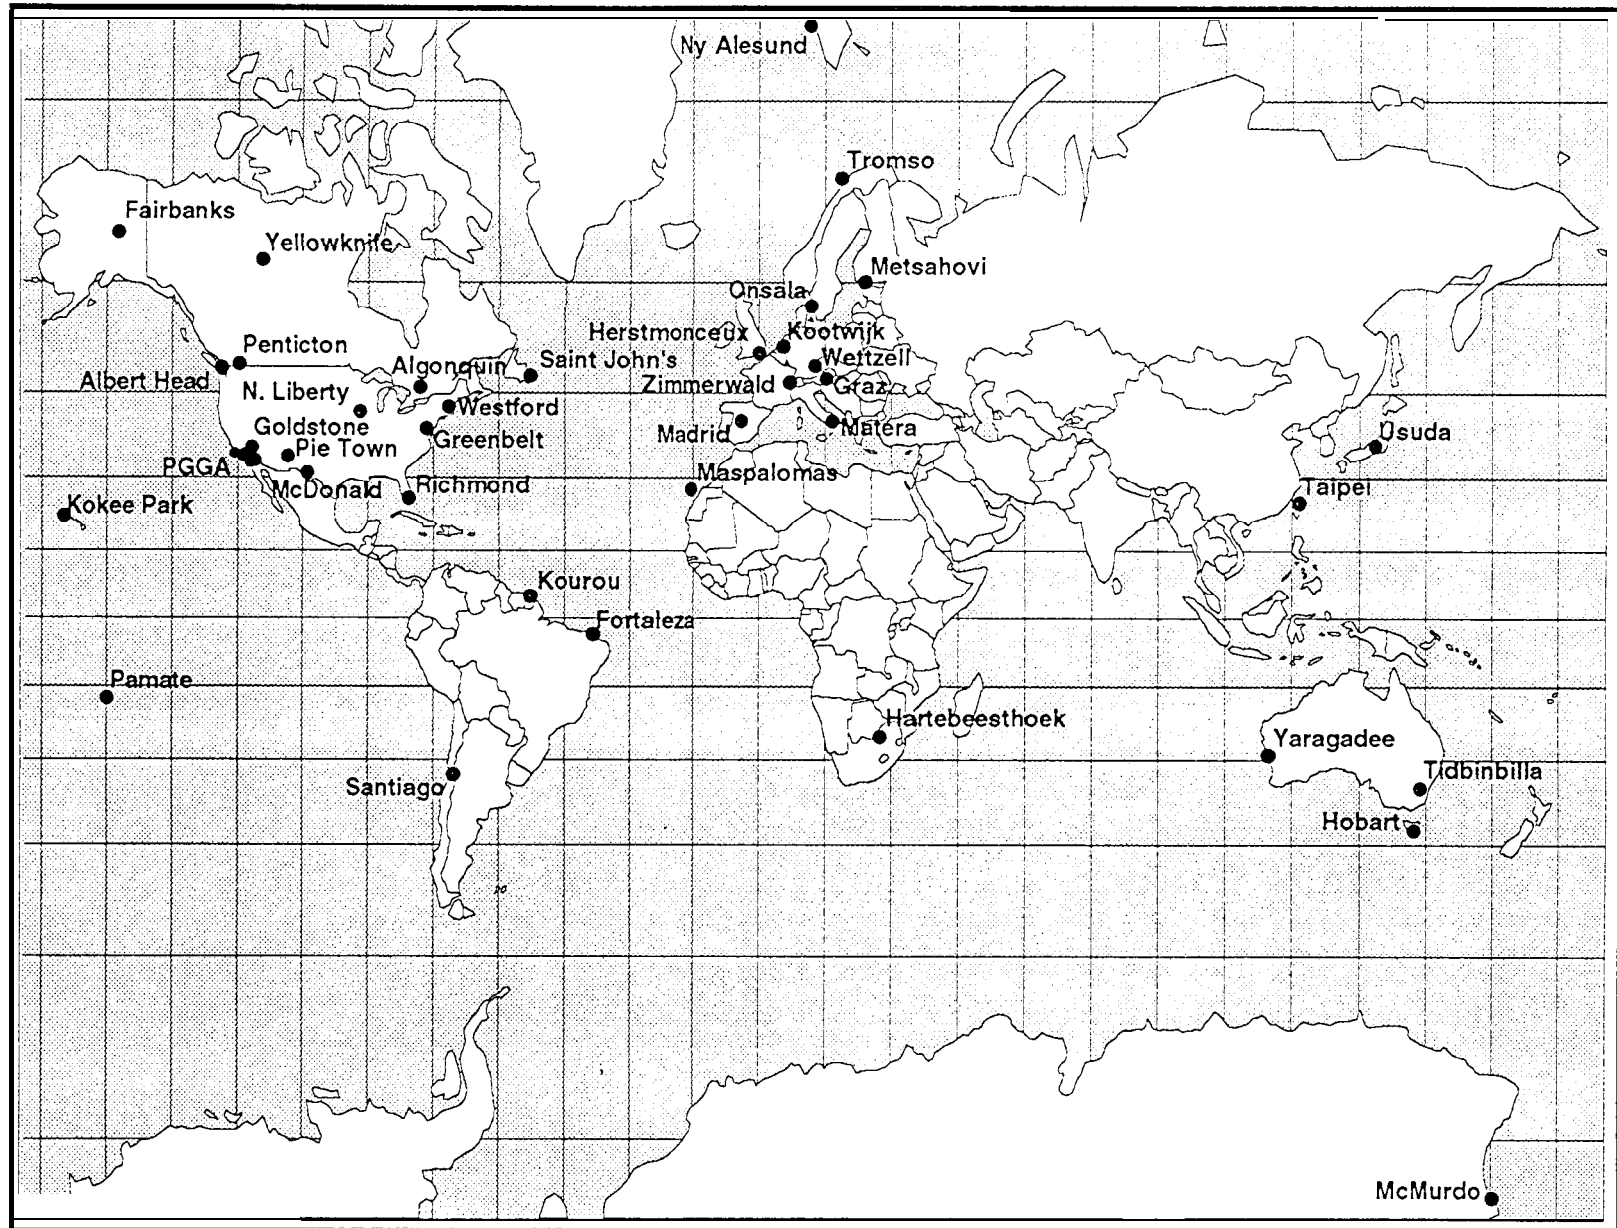 Ny Alesund
Tromso
Fairbanks
Yellowknife
Metsahovi
Onsala
Herstmonceux
Kootwijk
Penticton
Algonquin
Saint John's
Wettzell
Albert Head
Zimmerwald
Graz
N. Liberty
Westford
Goldstone
Greenbelt
Madrid
Matera
Usuda
Pie Town
PGGA
Maspalomas
McDonald
Richmond
Taipei
Kokee Park
Kourou
Fortaleza
Pamate
Hartebeesthoek
Yaragadee
Santiago
Tidbinbilla
Hobart
McMurdo